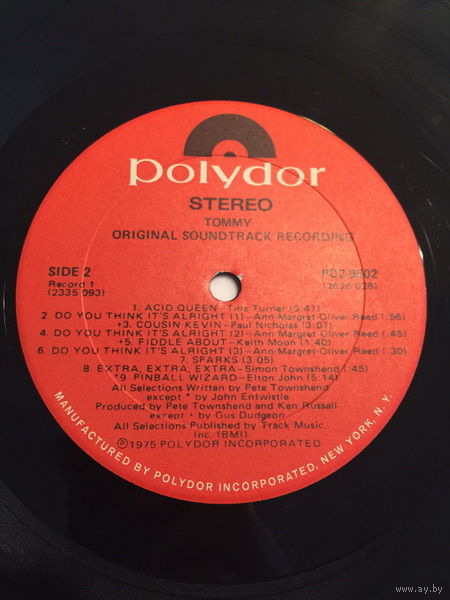 polydor
STEREO
TOMMY
ORIGINAL SOUNDTRACK RECORDING
SIDE 2 PD2-9502
Record 1 (2626 028)
(2335 093)
1. ACID QUEEN-Tina Turner (3:47)
2. DO YOU THINK IT'S ALRIGHT (1)-Ann-Margret-Oliver Reed (:56)
+3. COUSIN KEVIN-Paul Nicholas (3:07)
4. DO YOU THINK IT'S ALRIGHT (2)-Ann-Margret-Oliver Reed (:45)
+5. FIDDLE ABOUT-Keith Moon (1:40)
6. DO YOU THINK IT'S ALRIGHT (3)-Ann-Margret-Oliver Reed (:30)
7. SPARKS (3:05)
8. EXTRA, EXTRA, EXTRA-Simon Townshend (:45)
*9. PINBALL WIZARD-Elton John (5:14)
All Selections Written by Pete Townshend
except + by John Entwistle
Produced by Pete Townshend and Ken Russell
except * by Gus Dudgeon
All Selections Published by Track Music,
Inc. (BMI)
Ⓟ1975 POLYDOR INCORPORATED
MANUFACTURED BY POLYDOR INCORPORATED, NEW YORK, N.Y.
www.ay.by